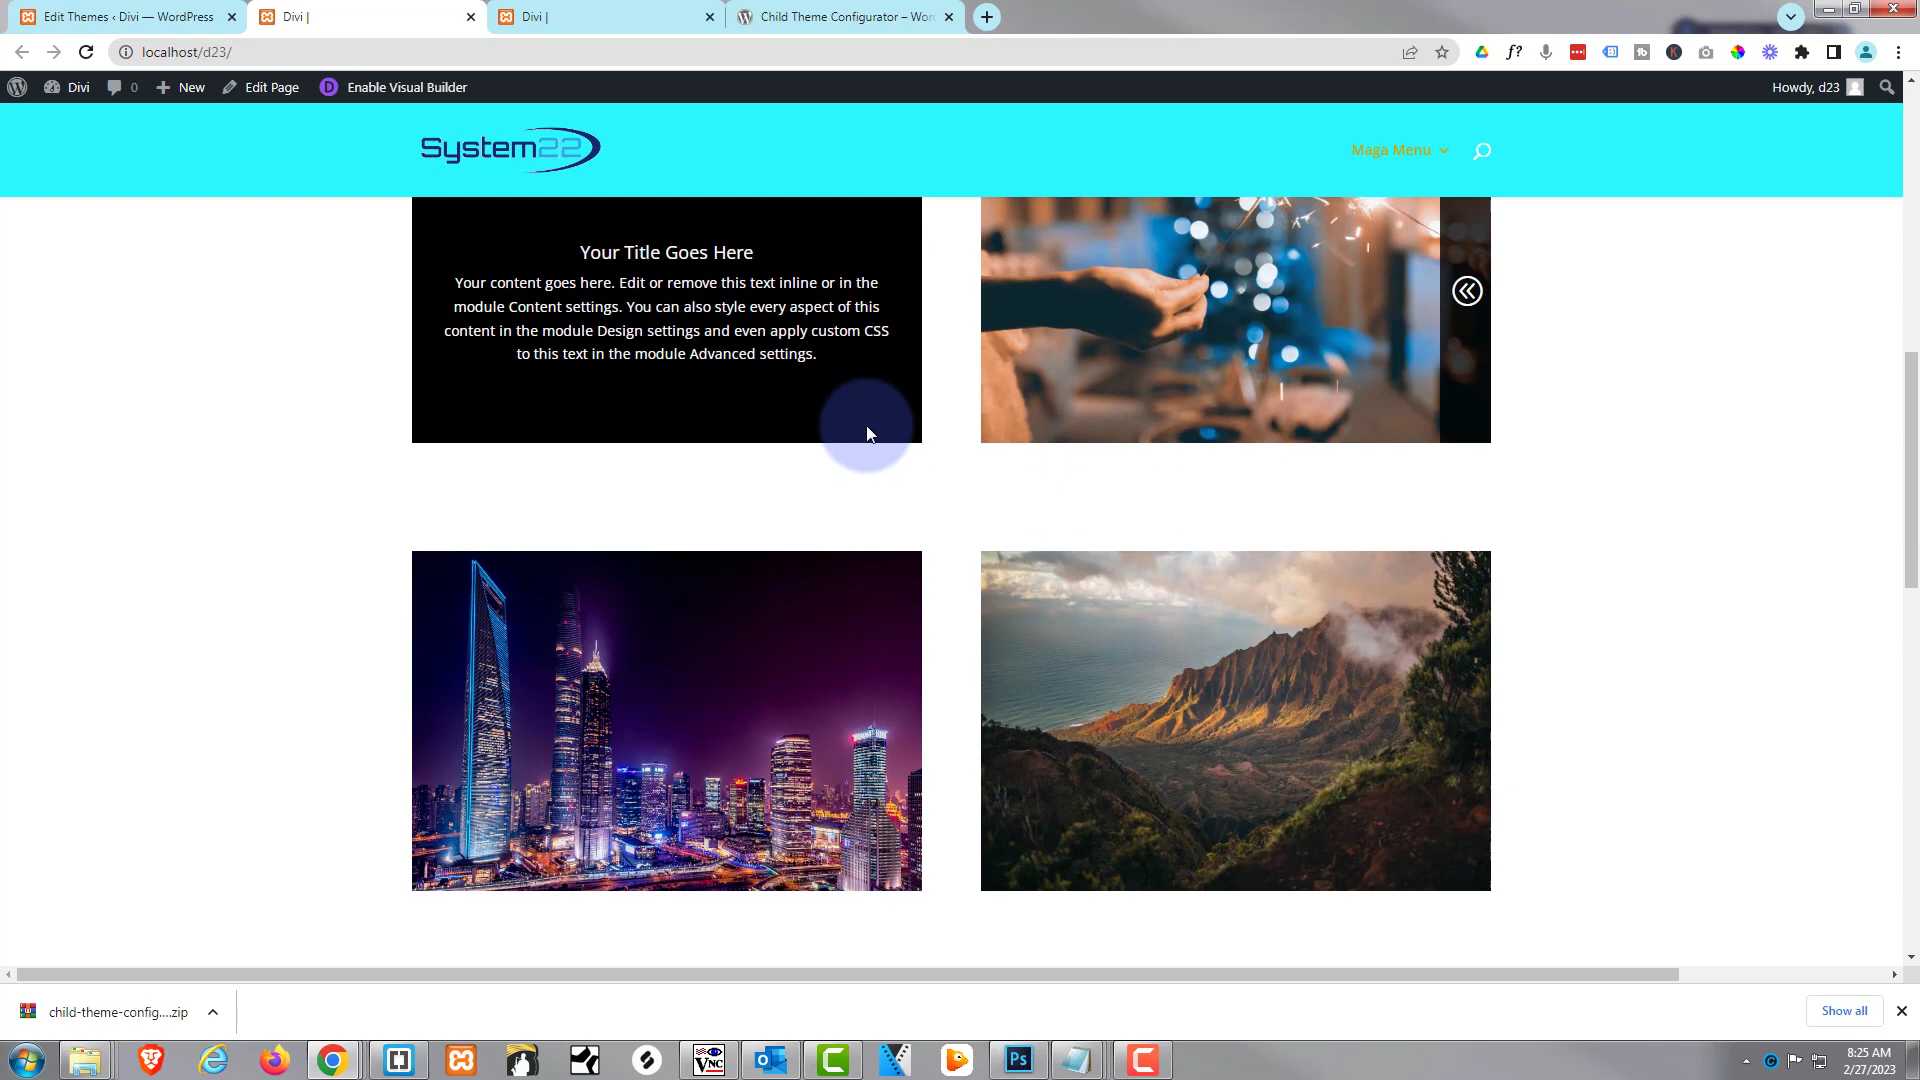 Edit Themes ‹ Divi — WordPress
Divi |
Divi |
Child Theme Configurator – Wor
localhost/d23/
Divi
0
New
Edit Page
Enable Visual Builder
Howdy, d23
System22
Maga Menu
Your Title Goes Here
Your content goes here. Edit or remove this text inline or in the
module Content settings. You can also style every aspect of this
content in the module Design settings and even apply custom CSS
to this text in the module Advanced settings.
child-theme-config....zip
Show all
VNC
Ps
8:25 AM
2/27/2023